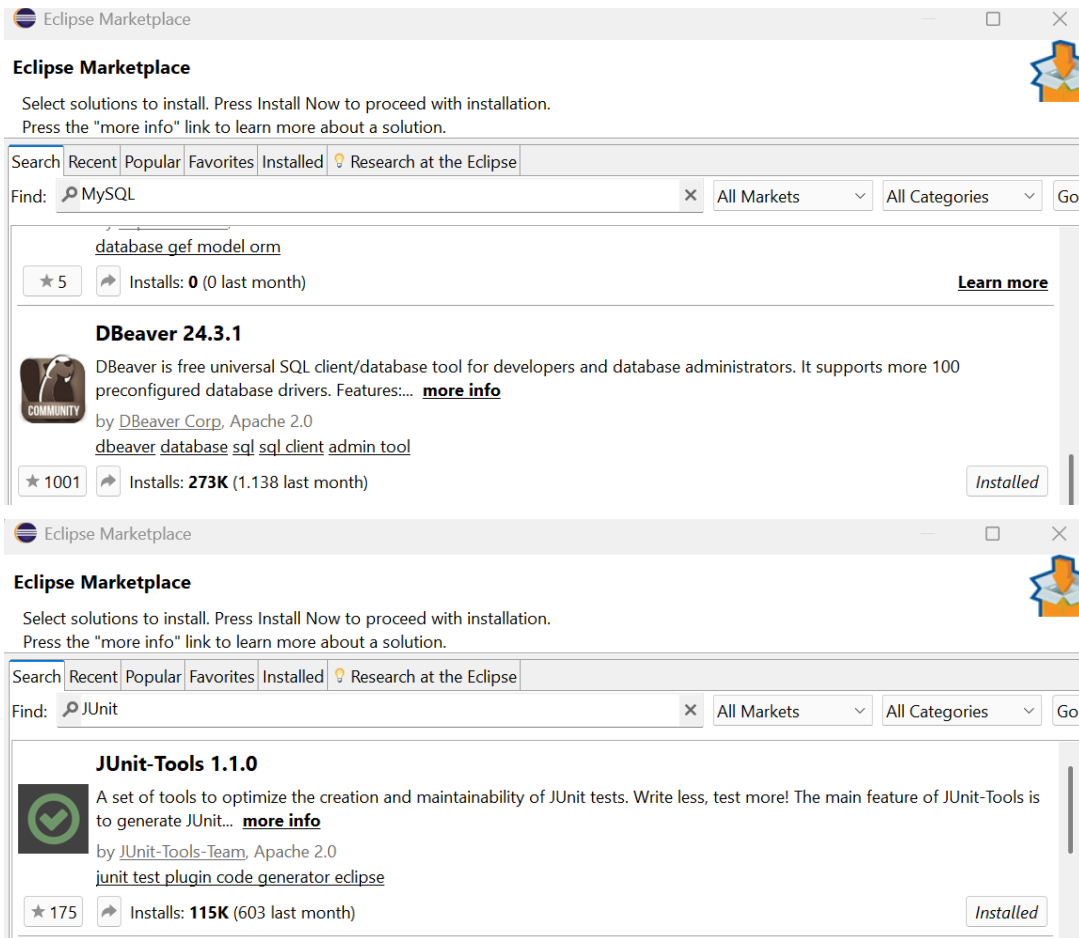 Eclipse Marketplace
Eclipse Marketplace
Select solutions to install. Press Install Now to proceed with installation.
Press the "more info" link to learn more about a solution.
Search Recent Popular Favorites Installed Research at the Eclipse
Find: MySQL All Markets All Categories Go
database gef model orm
★ 5 Installs: 0 (0 last month) Learn more
DBeaver 24.3.1
DBeaver is free universal SQL client/database tool for developers and database administrators. It supports more 100
preconfigured database drivers. Features:... more info
COMMUNITY
by DBeaver Corp, Apache 2.0
dbeaver database sql sql client admin tool
★ 1001 Installs: 273K (1.138 last month) Installed
Eclipse Marketplace
Eclipse Marketplace
Select solutions to install. Press Install Now to proceed with installation.
Press the "more info" link to learn more about a solution.
Search Recent Popular Favorites Installed Research at the Eclipse
Find: JUnit All Markets All Categories Go
JUnit-Tools 1.1.0
A set of tools to optimize the creation and maintainability of JUnit tests. Write less, test more! The main feature of JUnit-Tools is
to generate JUnit... more info
by JUnit-Tools-Team, Apache 2.0
junit test plugin code generator eclipse
★ 175 Installs: 115K (603 last month) Installed